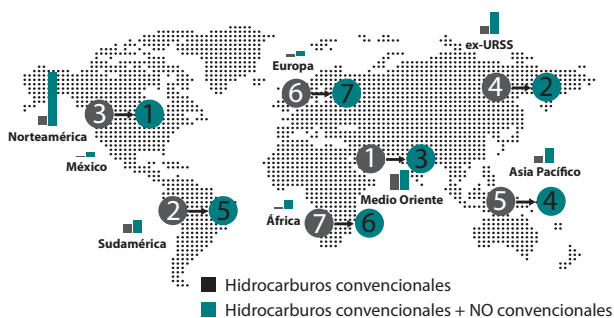 ex-URSS
Europa
6 7
4 2
3 1
Norteamérica
México
1 3
Asia Pacífico
Medio Oriente
2 5
África
7 6
5 4
Sudamérica
Hidrocarburos convencionales
Hidrocarburos convencionales + NO convencionales